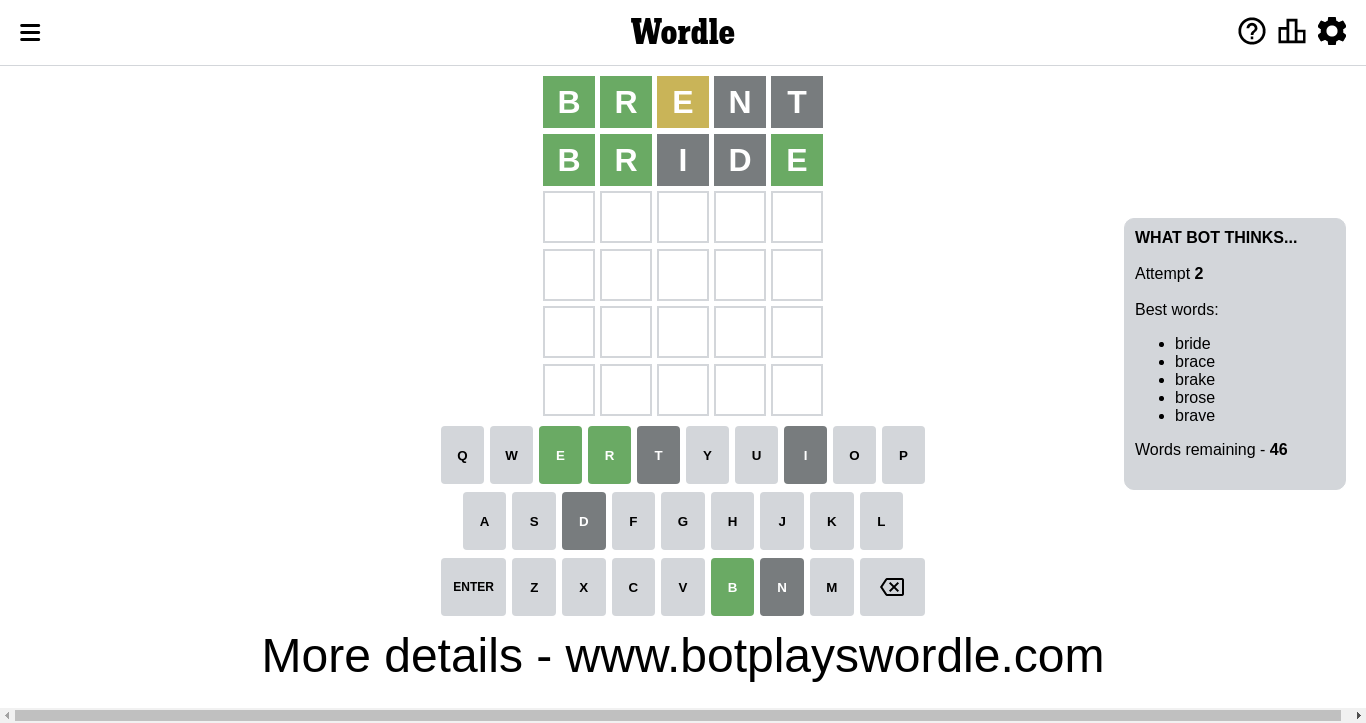 Wordle
B R E N T
B R I D E
WHAT BOT THINKS...
Attempt 2
Best words:
bride
brace
brake
brose
brave
Words remaining - 46
Q W E R T Y U I O P
A S D F G H J K L
ENTER Z X C V B N M
More details - www.botplayswordle.com